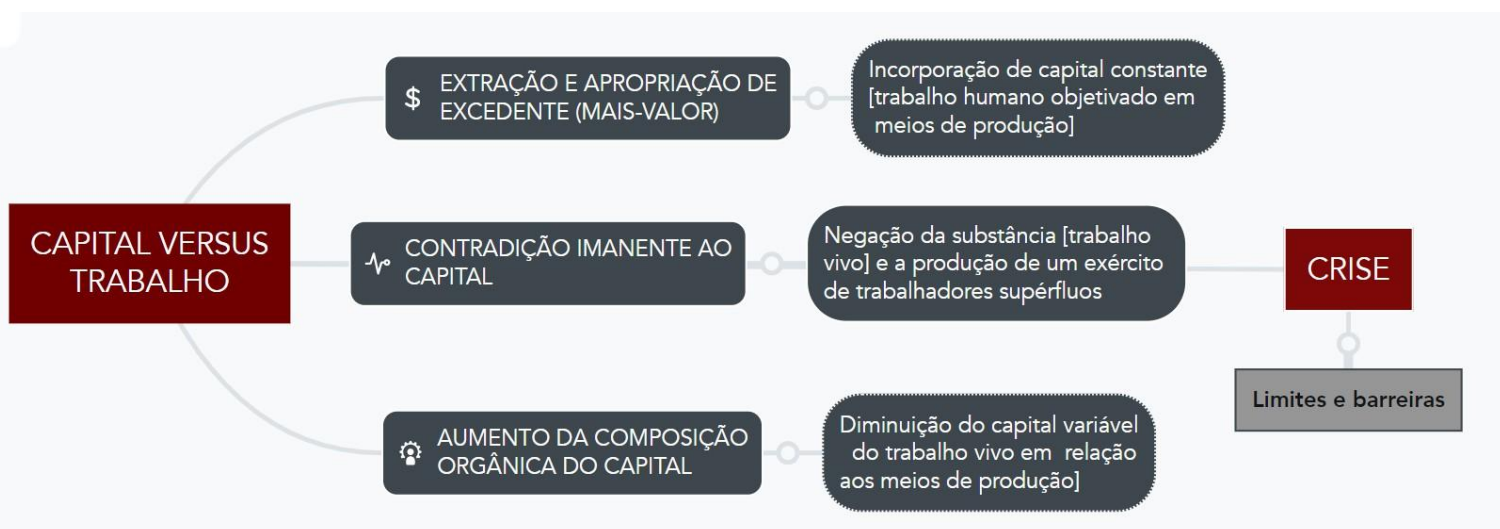 EXTRAÇÃO E APROPRIAÇÃO DE
EXCEDENTE (MAIS-VALOR)
Incorporação de capital constante
[trabalho humano objetivado em
meios de produção]
CAPITAL VERSUS
TRABALHO
CONTRADIÇÃO IMANENTE AO
CAPITAL
Negação da substância [trabalho
vivo] e a produção de um exército
de trabalhadores supérfluos
CRISE
Limites e barreiras
AUMENTO DA COMPOSIÇÃO
ORGÂNICA DO CAPITAL
Diminuição do capital variável
do trabalho vivo em relação
aos meios de produção]